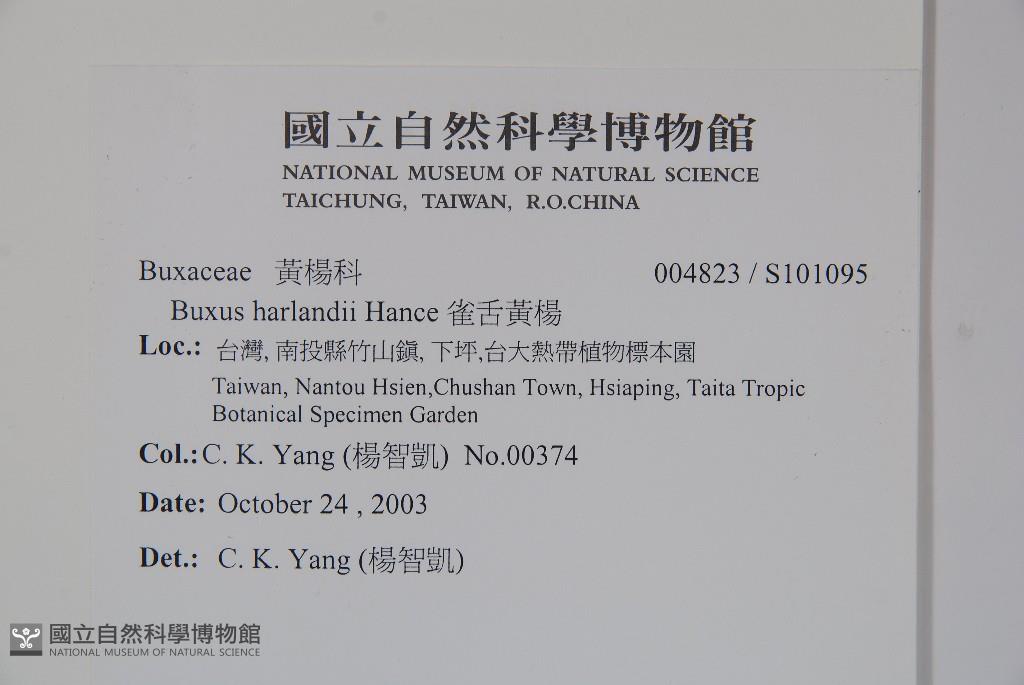 國立自然科學博物館
NATIONAL MUSEUM OF NATURAL SCIENCE
TAICHUNG, TAIWAN, R.O.CHINA
Buxaceae 黃楊科 004823 / S101095
Buxus harlandii Hance 雀舌黃楊
Loc.: 台灣, 南投縣竹山鎮, 下坪,台大熱帶植物標本園
Taiwan, Nantou Hsien,Chushan Town, Hsiaping, Taita Tropic
Botanical Specimen Garden
Col.: C. K. Yang (楊智凱) No.00374
Date: October 24 , 2003
Det.: C. K. Yang (楊智凱)
國立自然科學博物館
NATIONAL MUSEUM OF NATURAL SCIENCE